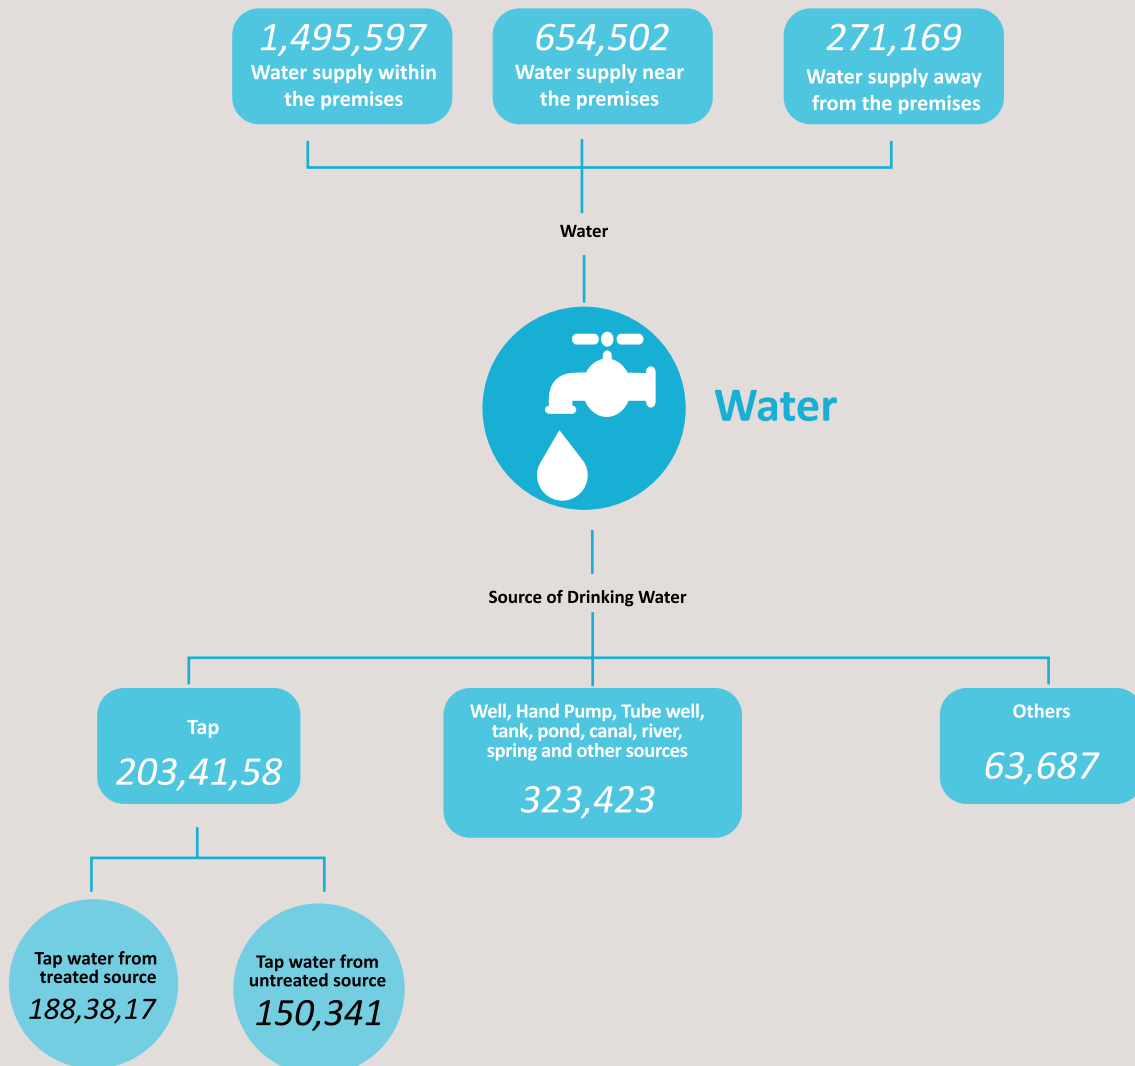 1,495,597
Water supply within
the premises
654,502
Water supply near
the premises
271,169
Water supply away
from the premises
Water
Water
Source of Drinking Water
Tap
203,41,58
Well, Hand Pump, Tube well,
tank, pond, canal, river,
spring and other sources
323,423
Others
63,687
Tap water from
treated source
188,38,17
Tap water from
untreated source
150,341